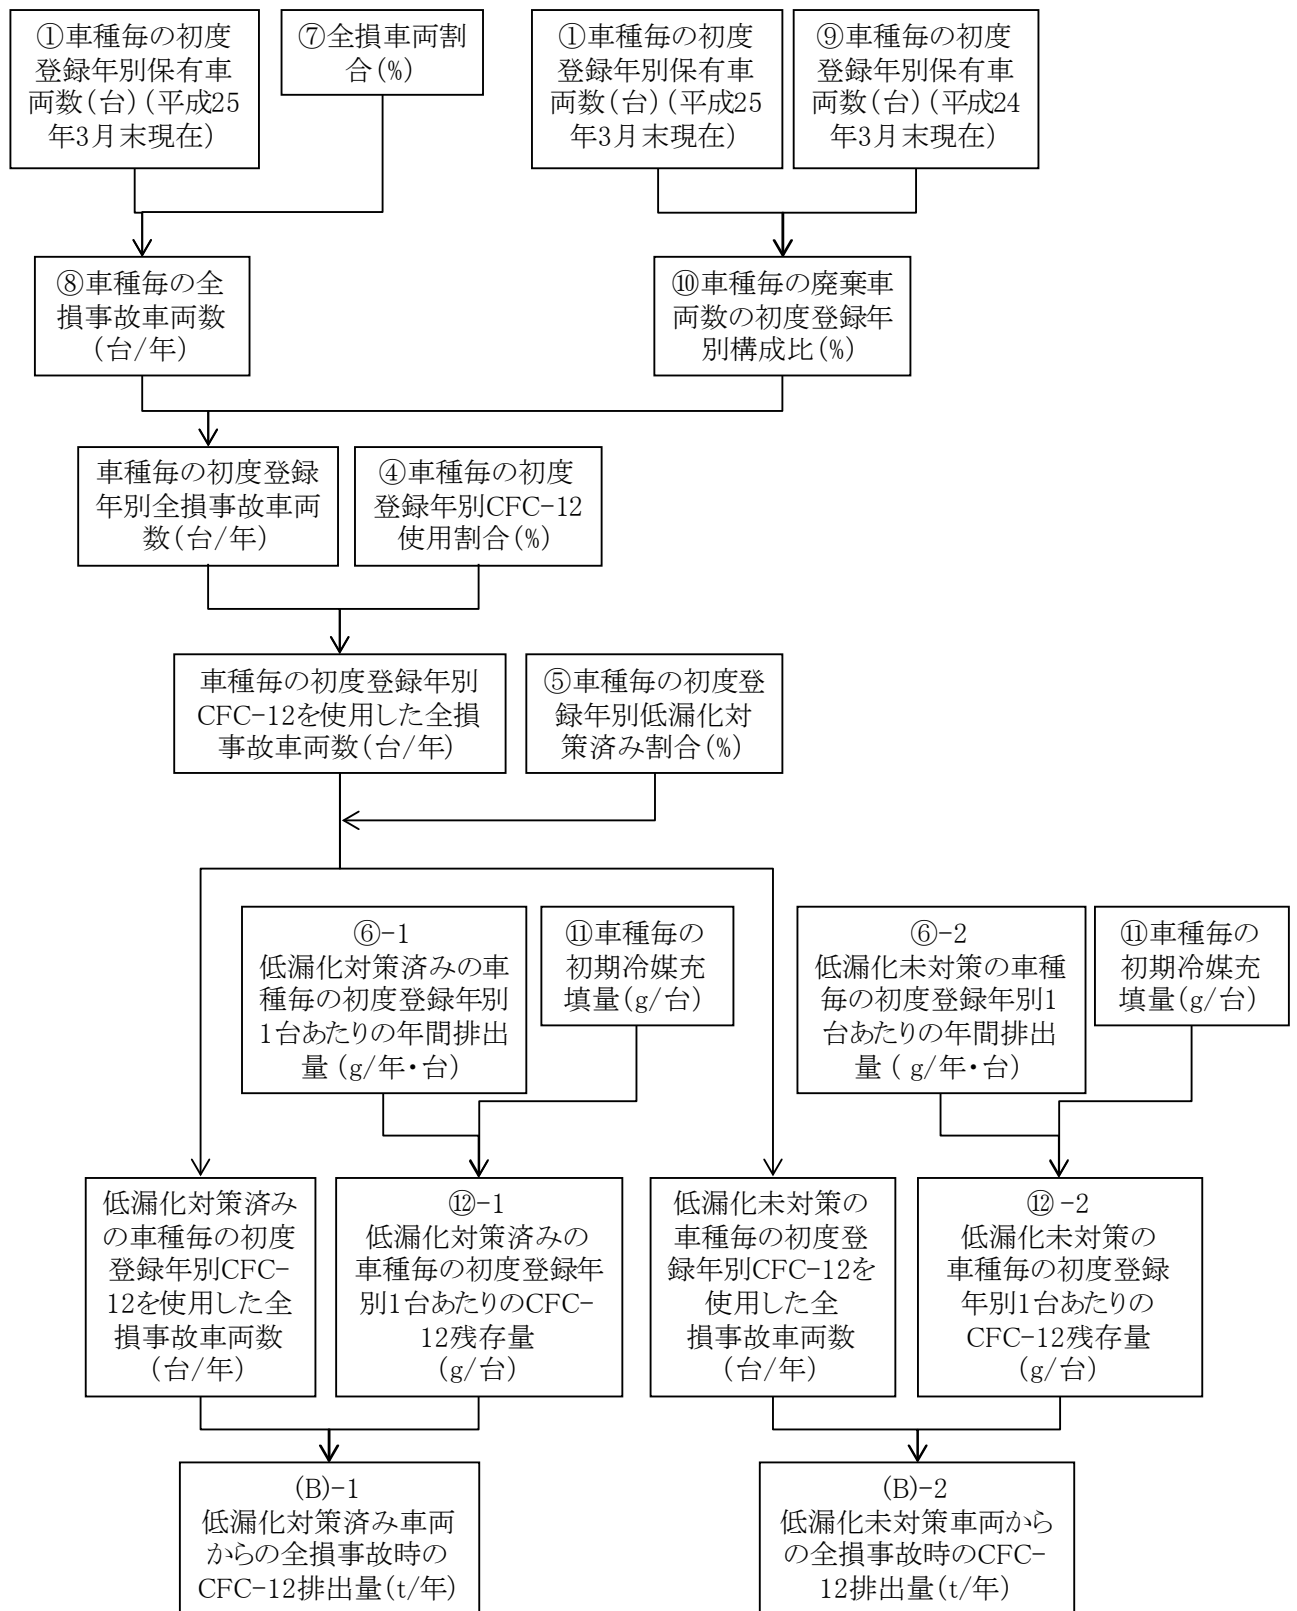 ①車種毎の初度
登録年別保有車
両数(台)(平成25
年3月末現在)
⑦全損車両割
合(%)
①車種毎の初度
登録年別保有車
両数(台)(平成25
年3月末現在)
⑨車種毎の初度
登録年別保有車
両数(台)(平成24
年3月末現在)
⑧車種毎の全
損事故車両数
(台/年)
⑩車種毎の廃棄車
両数の初度登録年
別構成比(%)
車種毎の初度登録
年別全損事故車両
数(台/年)
④車種毎の初度
登録年別CFC-12
使用割合(%)
車種毎の初度登録年別
CFC-12を使用した全損
事故車両数(台/年)
⑤車種毎の初度登
録年別低漏化対
策済み割合(%)
⑥-1
低漏化対策済みの車
種毎の初度登録年別
1台あたりの年間排出
量(g/年・台)
⑪車種毎の
初期冷媒充
填量(g/台)
⑥-2
低漏化未対策の車種
毎の初度登録年別1
台あたりの年間排出
量( g/年・台)
⑪車種毎の
初期冷媒充
填量(g/台)
低漏化対策済み
の車種毎の初度
登録年別CFC-
12を使用した全
損事故車両数
(台/年)
⑫-1
低漏化対策済みの
車種毎の初度登録年
別1台あたりのCFC-
12残存量
(g/台)
低漏化未対策の
車種毎の初度登
録年別CFC-12を
使用した全
損事故車両数
(台/年)
⑫-2
低漏化未対策の
車種毎の初度登録
年別1台あたりの
CFC-12残存量
(g/台)
(B)-1
低漏化対策済み車両
からの全損事故時の
CFC-12排出量(t/年)
(B)-2
低漏化未対策車両から
の全損事故時のCFC-
12排出量(t/年)